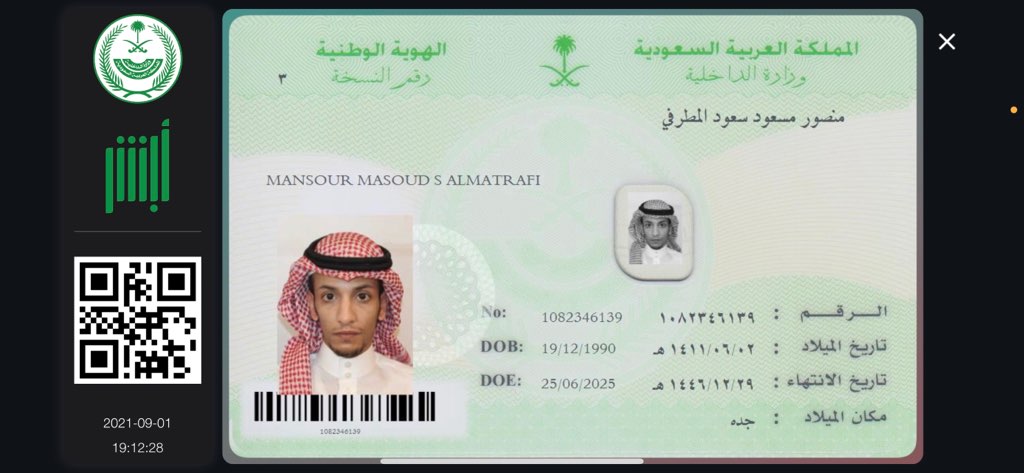 المملكة العربية السعودية
وزارة الداخلية
الهوية الوطنية
رقم النسخة ٣
منصور مسعود سعود المطرفي
MANSOUR MASOUD S ALMATRAFI
الـرقـــم : ١٠٨٢٣٤٦١٣٩ 1082346139 No:
تاريخ الميلاد : ١٤١١/٠٦/٠٢ هـ 19/12/1990 DOB:
تاريخ الانتهاء : ١٤٤٦/١٢/٢٩ هـ 25/06/2025 DOE:
مكان الميلاد : جده
1082346139
أبشر
2021-09-01
19:12:28